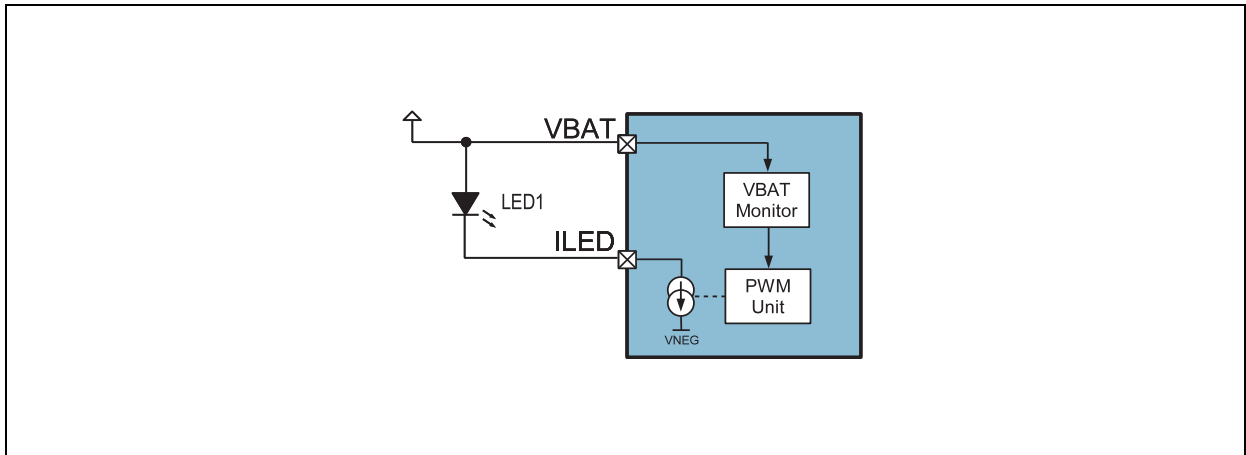 VBAT
VBAT
Monitor
LED1
ILED
PWM
Unit
VNEG